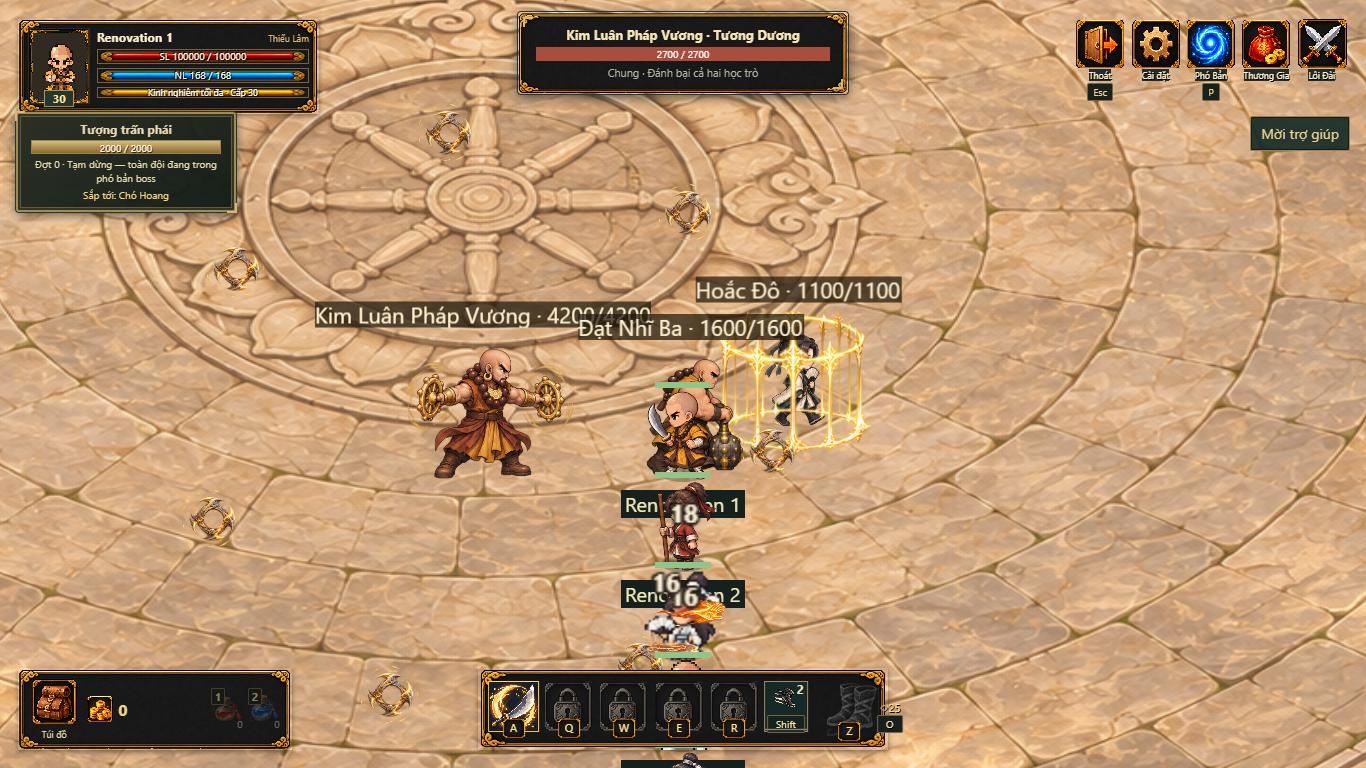 Renovation 1
Thiếu Lâm
SL 100000 / 100000
NL 168 / 168
Kinh nghiệm tối đa · Cấp 30
30
Tượng trấn phái
2000 / 2000
Đợt 0 · Tạm dừng — toàn đội đang trong
phó bản boss
Sắp tới: Chó Hoang
Kim Luân Pháp Vương · Tương Dương
2700 / 2700
Chung · Đánh bại cả hai học trò
Thoát
Cài đặt
Phó Bản
Thương Gia
Lôi Đài
Esc
P
Mời trợ giúp
Hoắc Đô · 1100/1100
Kim Luân Pháp Vương · 4200/4200
Đạt Nhĩ Ba · 1600/1600
18
16
16
Túi đồ
0
1
0
2
0
A
Q
W
E
R
2
Shift
Z
25
O